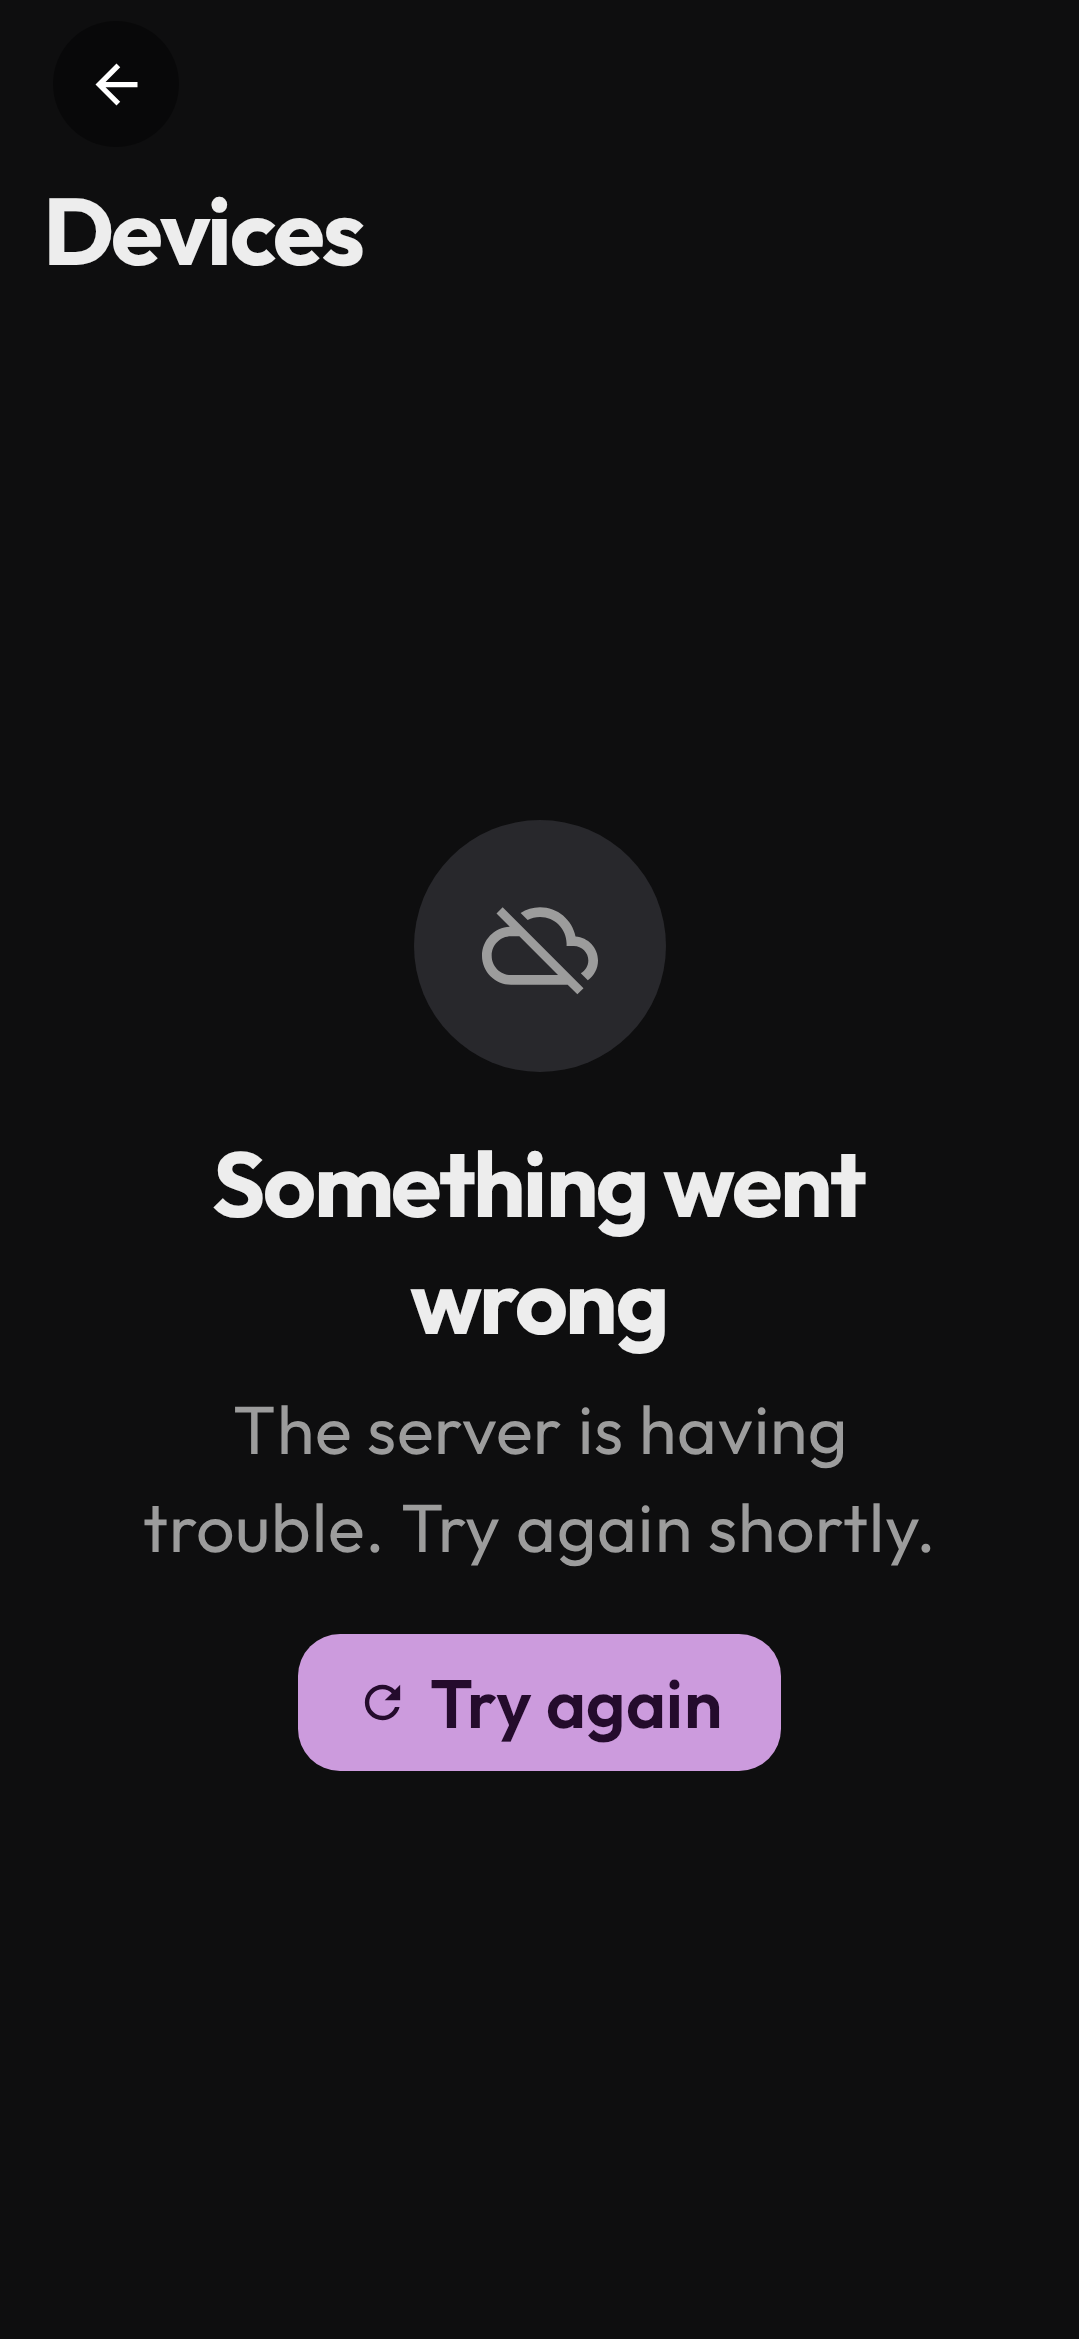 Devices
Something went
wrong
The server is having
trouble. Try again shortly.
Try again